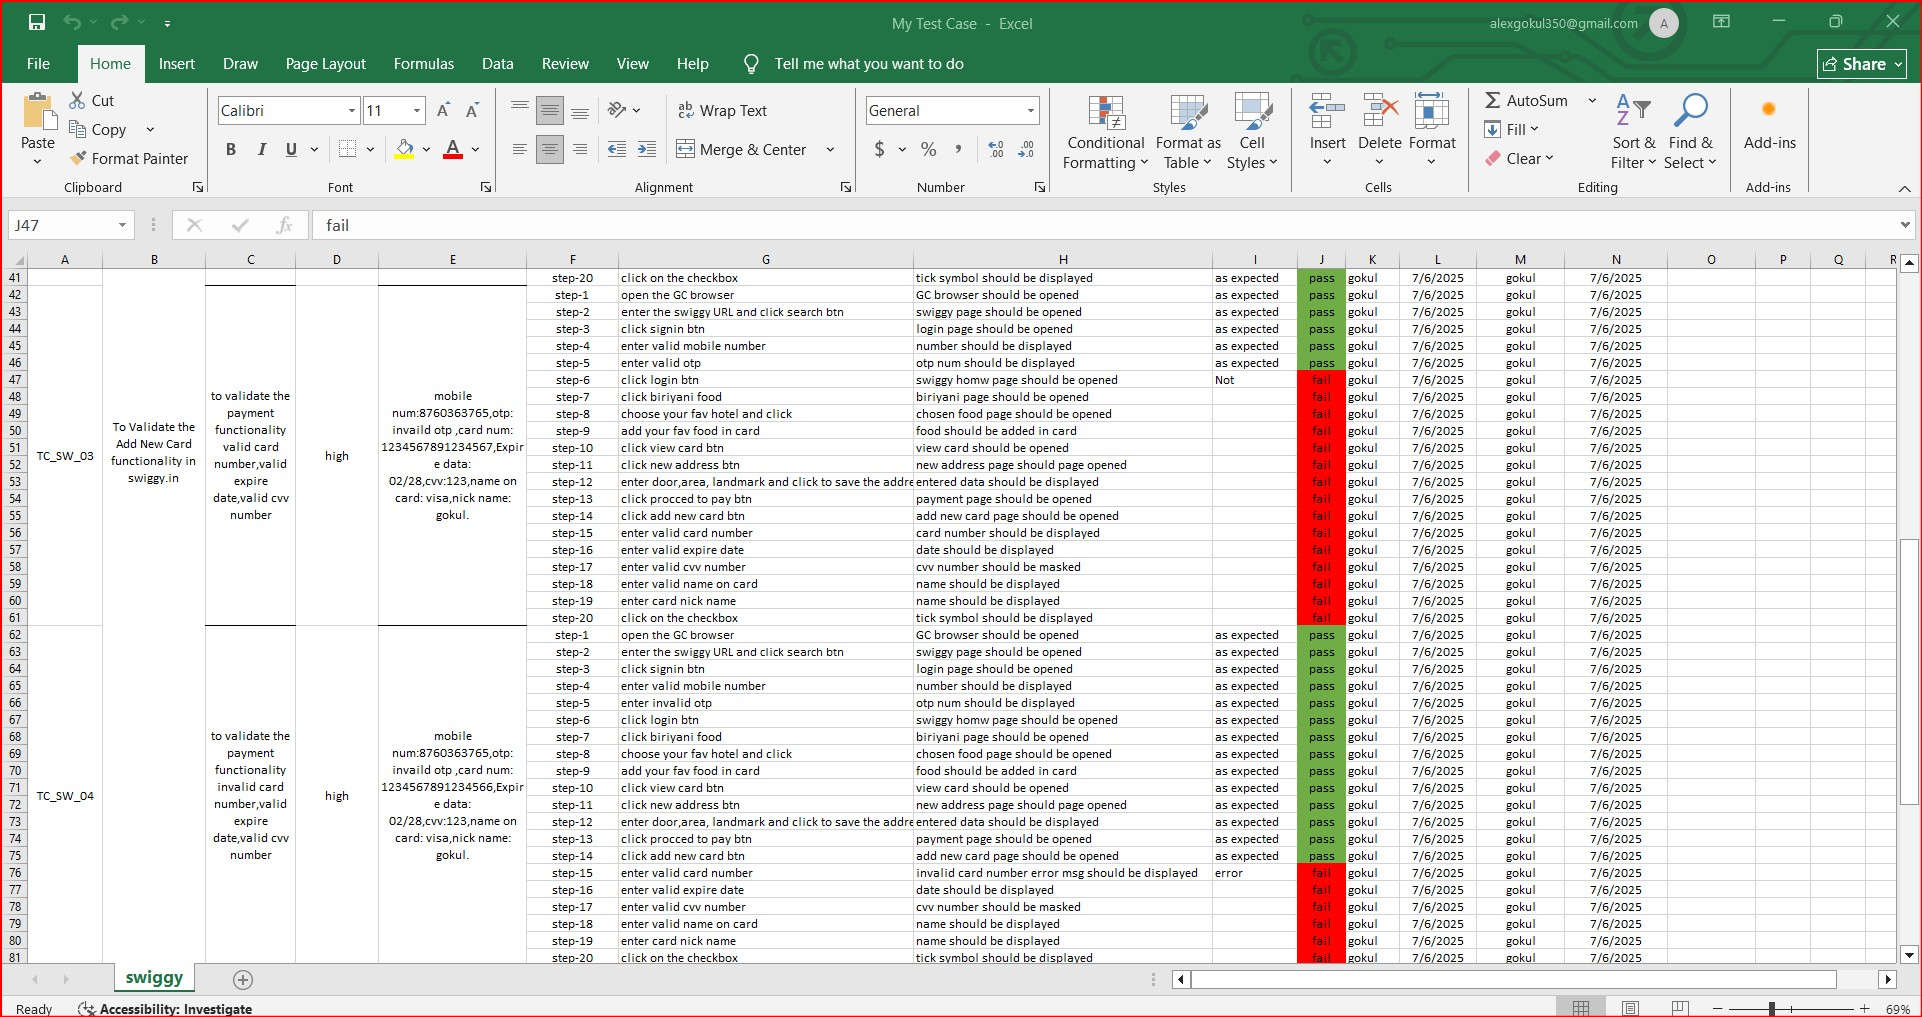 My Test Case - Excel
alexgokul350@gmail.com
A
File Home Insert Draw Page Layout Formulas Data Review View Help Tell me what you want to do
Share
Paste
Cut
Copy
Format Painter
Clipboard
Calibri 11
B I U
Font
Wrap Text
Merge & Center
Alignment
General
$ % ,
Number
Conditional Formatting
Format as Table
Cell Styles
Styles
Insert Delete Format
Cells
AutoSum
Fill
Clear
Sort & Filter
Find & Select
Editing
Add-ins
Add-ins
J47 fx fail
A B C D E F G H I J K L M N O P Q R
41 step-20 click on the checkbox tick symbol should be displayed as expected pass gokul 7/6/2025 gokul 7/6/2025
42 step-1 open the GC browser GC browser should be opened as expected pass gokul 7/6/2025 gokul 7/6/2025
43 step-2 enter the swiggy URL and click search btn swiggy page should be opened as expected pass gokul 7/6/2025 gokul 7/6/2025
44 step-3 click signin btn login page should be opened as expected pass gokul 7/6/2025 gokul 7/6/2025
45 step-4 enter valid mobile number number should be displayed as expected pass gokul 7/6/2025 gokul 7/6/2025
46 step-5 enter valid otp otp num should be displayed as expected pass gokul 7/6/2025 gokul 7/6/2025
47 step-6 click login btn swiggy homw page should be opened Not fail gokul 7/6/2025 gokul 7/6/2025
48 step-7 click biriyani food biriyani page should be opened fail gokul 7/6/2025 gokul 7/6/2025
49 step-8 choose your fav hotel and click chosen food page should be opened fail gokul 7/6/2025 gokul 7/6/2025
50 step-9 add your fav food in card food should be added in card fail gokul 7/6/2025 gokul 7/6/2025
51 step-10 click view card btn view card should be opened fail gokul 7/6/2025 gokul 7/6/2025
52 step-11 click new address btn new address page should page opened fail gokul 7/6/2025 gokul 7/6/2025
53 step-12 enter door,area, landmark and click to save the addre entered data should be displayed fail gokul 7/6/2025 gokul 7/6/2025
54 step-13 click procced to pay btn payment page should be opened fail gokul 7/6/2025 gokul 7/6/2025
55 step-14 click add new card btn add new card page should be opened fail gokul 7/6/2025 gokul 7/6/2025
56 step-15 enter valid card number card number should be displayed fail gokul 7/6/2025 gokul 7/6/2025
57 step-16 enter valid expire date date should be displayed fail gokul 7/6/2025 gokul 7/6/2025
58 step-17 enter valid cvv number cvv number should be masked fail gokul 7/6/2025 gokul 7/6/2025
59 step-18 enter valid name on card name should be displayed fail gokul 7/6/2025 gokul 7/6/2025
60 step-19 enter card nick name name should be displayed fail gokul 7/6/2025 gokul 7/6/2025
61 step-20 click on the checkbox tick symbol should be displayed fail gokul 7/6/2025 gokul 7/6/2025
TC_SW_03
To Validate the
Add New Card
functionality in
swiggy.in
to validate the
payment
functionality
valid card
number,valid
expire
date,valid cvv
number
high
mobile
num:8760363765,otp:
invaild otp ,card num:
1234567891234567,Expir
e data:
02/28,cvv:123,name on
card: visa,nick name:
gokul.
62 step-1 open the GC browser GC browser should be opened as expected pass gokul 7/6/2025 gokul 7/6/2025
63 step-2 enter the swiggy URL and click search btn swiggy page should be opened as expected pass gokul 7/6/2025 gokul 7/6/2025
64 step-3 click signin btn login page should be opened as expected pass gokul 7/6/2025 gokul 7/6/2025
65 step-4 enter valid mobile number number should be displayed as expected pass gokul 7/6/2025 gokul 7/6/2025
66 step-5 enter invalid otp otp num should be displayed as expected pass gokul 7/6/2025 gokul 7/6/2025
67 step-6 click login btn swiggy homw page should be opened as expected pass gokul 7/6/2025 gokul 7/6/2025
68 step-7 click biriyani food biriyani page should be opened as expected pass gokul 7/6/2025 gokul 7/6/2025
69 step-8 choose your fav hotel and click chosen food page should be opened as expected pass gokul 7/6/2025 gokul 7/6/2025
70 step-9 add your fav food in card food should be added in card as expected pass gokul 7/6/2025 gokul 7/6/2025
71 step-10 click view card btn view card should be opened as expected pass gokul 7/6/2025 gokul 7/6/2025
72 step-11 click new address btn new address page should page opened as expected pass gokul 7/6/2025 gokul 7/6/2025
73 step-12 enter door,area, landmark and click to save the addre entered data should be displayed as expected pass gokul 7/6/2025 gokul 7/6/2025
74 step-13 click procced to pay btn payment page should be opened as expected pass gokul 7/6/2025 gokul 7/6/2025
75 step-14 click add new card btn add new card page should be opened as expected pass gokul 7/6/2025 gokul 7/6/2025
76 step-15 enter valid card number invalid card number error msg should be displayed error fail gokul 7/6/2025 gokul 7/6/2025
77 step-16 enter valid expire date date should be displayed fail gokul 7/6/2025 gokul 7/6/2025
78 step-17 enter valid cvv number cvv number should be masked fail gokul 7/6/2025 gokul 7/6/2025
79 step-18 enter valid name on card name should be displayed fail gokul 7/6/2025 gokul 7/6/2025
80 step-19 enter card nick name name should be displayed fail gokul 7/6/2025 gokul 7/6/2025
81 step-20 click on the checkbox tick symbol should be displayed fail gokul 7/6/2025 gokul 7/6/2025
TC_SW_04
to validate the
payment
functionality
invalid card
number,valid
expire
date,valid cvv
number
high
mobile
num:8760363765,otp:
invaild otp ,card num:
1234567891234566,Expir
e data:
02/28,cvv:123,name on
card: visa,nick name:
gokul.
swiggy
Ready Accessibility: Investigate 69%